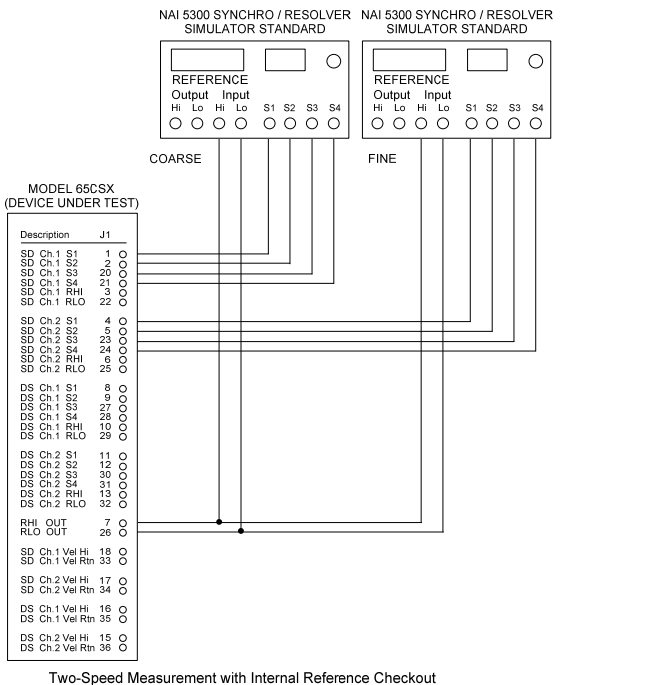 NAI 5300 SYNCHRO / RESOLVER SIMULATOR STANDARD
REFERENCE
Output Input
Hi Lo Hi Lo S1 S2 S3 S4
COARSE
NAI 5300 SYNCHRO / RESOLVER SIMULATOR STANDARD
REFERENCE
Output Input
Hi Lo Hi Lo S1 S2 S3 S4
FINE
MODEL 65CSX
(DEVICE UNDER TEST)
Description J1
SD Ch.1 S1 1
SD Ch.1 S2 2
SD Ch.1 S3 20
SD Ch.1 S4 21
SD Ch.1 RHI 3
SD Ch.1 RLO 22
SD Ch.2 S1 4
SD Ch.2 S2 5
SD Ch.2 S3 23
SD Ch.2 S4 24
SD Ch.2 RHI 6
SD Ch.2 RLO 25
DS Ch.1 S1 8
DS Ch.1 S2 9
DS Ch.1 S3 27
DS Ch.1 S4 28
DS Ch.1 RHI 10
DS Ch.1 RLO 29
DS Ch.2 S1 11
DS Ch.2 S2 12
DS Ch.2 S3 30
DS Ch.2 S4 31
DS Ch.2 RHI 13
DS Ch.2 RLO 32
RHI OUT 7
RLO OUT 26
SD Ch.1 Vel Hi 18
SD Ch.1 Vel Rtn 33
SD Ch.2 Vel Hi 17
SD Ch.2 Vel Rtn 34
DS Ch.1 Vel Hi 16
DS Ch.1 Vel Rtn 35
DS Ch.2 Vel Hi 15
DS Ch.2 Vel Rtn 36
Two-Speed Measurement with Internal Reference Checkout